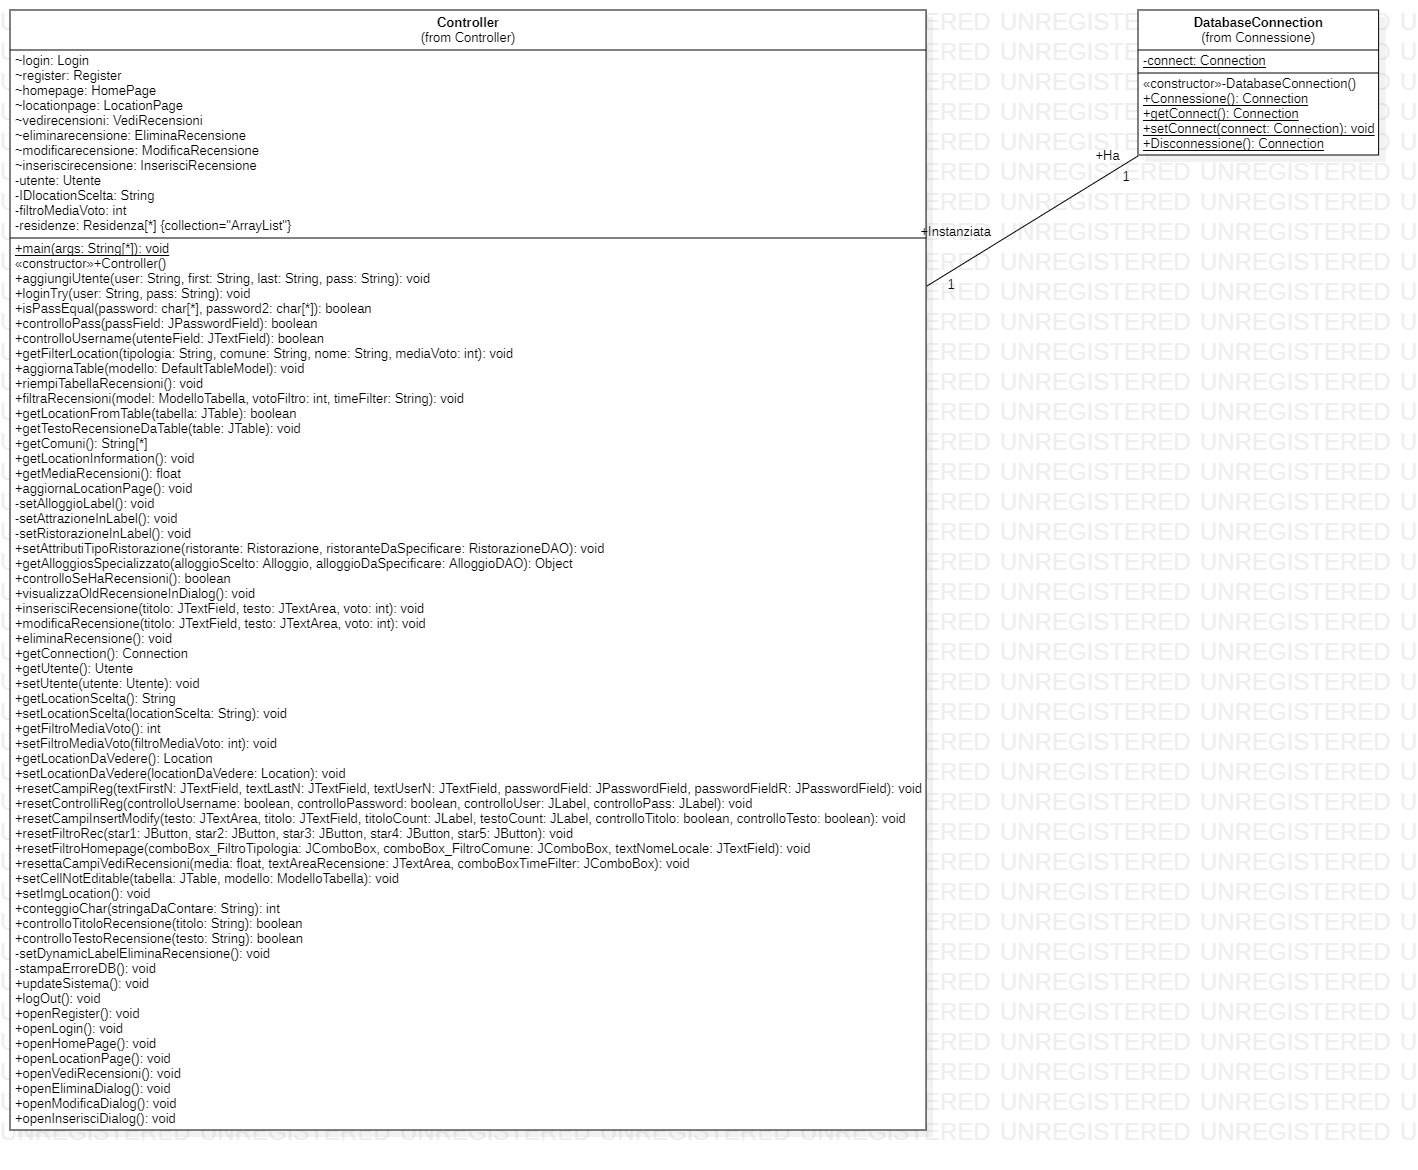 Controller
(from Controller)
~login: Login
~register: Register
~homepage: HomePage
~locationpage: LocationPage
~vedirecensioni: VediRecensioni
~eliminarecensione: EliminaRecensione
~modificarecensione: ModificaRecensione
~inseriscirecensione: InserisciRecensione
-utente: Utente
-IDlocationScelta: String
-filtroMediaVoto: int
-residenze: Residenza[*] {collection="ArrayList"}
+main(args: String[*]): void
«constructor»+Controller()
+aggiungiUtente(user: String, first: String, last: String, pass: String): void
+loginTry(user: String, pass: String): void
+isPassEqual(password: char[*], password2: char[*]): boolean
+controlloPass(passField: JPasswordField): boolean
+controlloUsername(utenteField: JTextField): boolean
+getFilterLocation(tipologia: String, comune: String, nome: String, mediaVoto: int): void
+aggiornaTable(modello: DefaultTableModel): void
+riempiTabellaRecensioni(): void
+filtraRecensioni(model: ModelloTabella, votoFiltro: int, timeFilter: String): void
+getLocationFromTable(tabella: JTable): boolean
+getTestoRecensioneDaTable(table: JTable): void
+getComuni(): String[*]
+getLocationInformation(): void
+getMediaRecensioni(): float
+aggiornaLocationPage(): void
-setAlloggioLabel(): void
-setAttrazioneInLabel(): void
-setRistorazioneInLabel(): void
+setAttributiTipoRistorazione(ristorante: Ristorazione, ristoranteDaSpecificare: RistorazioneDAO): void
+getAlloggiosSpecializzato(alloggioScelto: Alloggio, alloggioDaSpecificare: AlloggioDAO): Object
+controlloSeHaRecensioni(): boolean
+visualizzaOldRecensioneInDialog(): void
+inserisciRecensione(titolo: JTextField, testo: JTextArea, voto: int): void
+modificaRecensione(titolo: JTextField, testo: JTextArea, voto: int): void
+eliminaRecensione(): void
+getConnection(): Connection
+getUtente(): Utente
+setUtente(utente: Utente): void
+getLocationScelta(): String
+setLocationScelta(locationScelta: String): void
+getFiltroMediaVoto(): int
+setFiltroMediaVoto(filtroMediaVoto: int): void
+getLocationDaVedere(): Location
+setLocationDaVedere(locationDaVedere: Location): void
+resetCampiReg(textFirstN: JTextField, textLastN: JTextField, textUserN: JTextField, passwordField: JPasswordField, passwordFieldR: JPasswordField): void
+resetControlliReg(controlloUsername: boolean, controlloPassword: boolean, controlloUser: JLabel, controlloPass: JLabel): void
+resetCampiInsertModify(testo: JTextArea, titolo: JTextField, titoloCount: JLabel, testoCount: JLabel, controlloTitolo: boolean, controlloTesto: boolean): void
+resetFiltroRec(star1: JButton, star2: JButton, star3: JButton, star4: JButton, star5: JButton): void
+resetFiltroHomepage(comboBox_FiltroTipologia: JComboBox, comboBox_FiltroComune: JComboBox, textNomeLocale: JTextField): void
+resettaCampiVediRecensioni(media: float, textAreaRecensione: JTextArea, comboBoxTimeFilter: JComboBox): void
+setCellNotEditable(tabella: JTable, modello: ModelloTabella): void
+setImgLocation(): void
+conteggioChar(stringaDaContare: String): int
+controlloTitoloRecensione(titolo: String): boolean
+controlloTestoRecensione(testo: String): boolean
-setDynamicLabelEliminaRecensione(): void
-stampaErroreDB(): void
+updateSistema(): void
+logOut(): void
+openRegister(): void
+openLogin(): void
+openHomePage(): void
+openLocationPage(): void
+openVediRecensioni(): void
+openEliminaDialog(): void
+openModificaDialog(): void
+openInserisciDialog(): void
DatabaseConnection
(from Connessione)
-connect: Connection
«constructor»-DatabaseConnection()
+Connessione(): Connection
+getConnect(): Connection
+setConnect(connect: Connection): void
+Disconnessione(): Connection
+Ha
1
+Instanziata
1